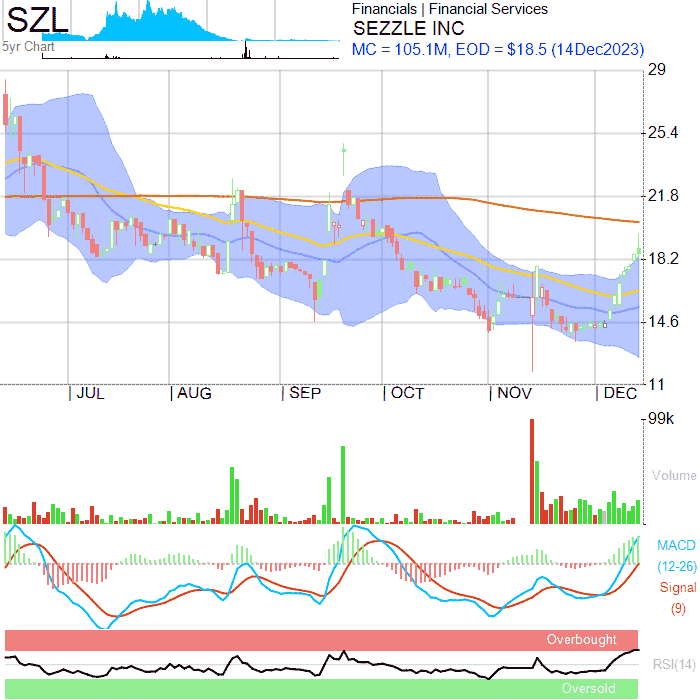 SZL
5yr Chart
Financials | Financial Services
SEZZLE INC
MC = 105.1M, EOD = $18.5 (14Dec2023)
29
25.4
21.8
18.2
14.6
11
JUL AUG SEP OCT NOV DEC
99k
Volume
MACD
(12-26)
Signal
(9)
Overbought
RSI(14)
Oversold